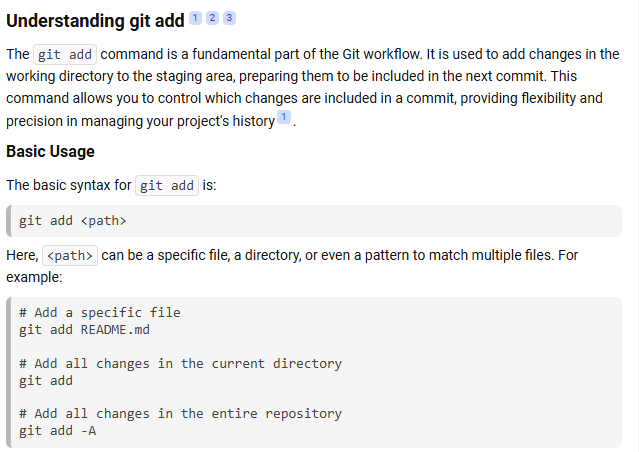 Understanding git add 1 2 3
The git add command is a fundamental part of the Git workflow. It is used to add changes in the
working directory to the staging area, preparing them to be included in the next commit. This
command allows you to control which changes are included in a commit, providing flexibility and
precision in managing your project's history 1 .
Basic Usage
The basic syntax for git add is:
git add <path>
Here, <path> can be a specific file, a directory, or even a pattern to match multiple files. For
example:
# Add a specific file
git add README.md
# Add all changes in the current directory
git add
# Add all changes in the entire repository
git add -A